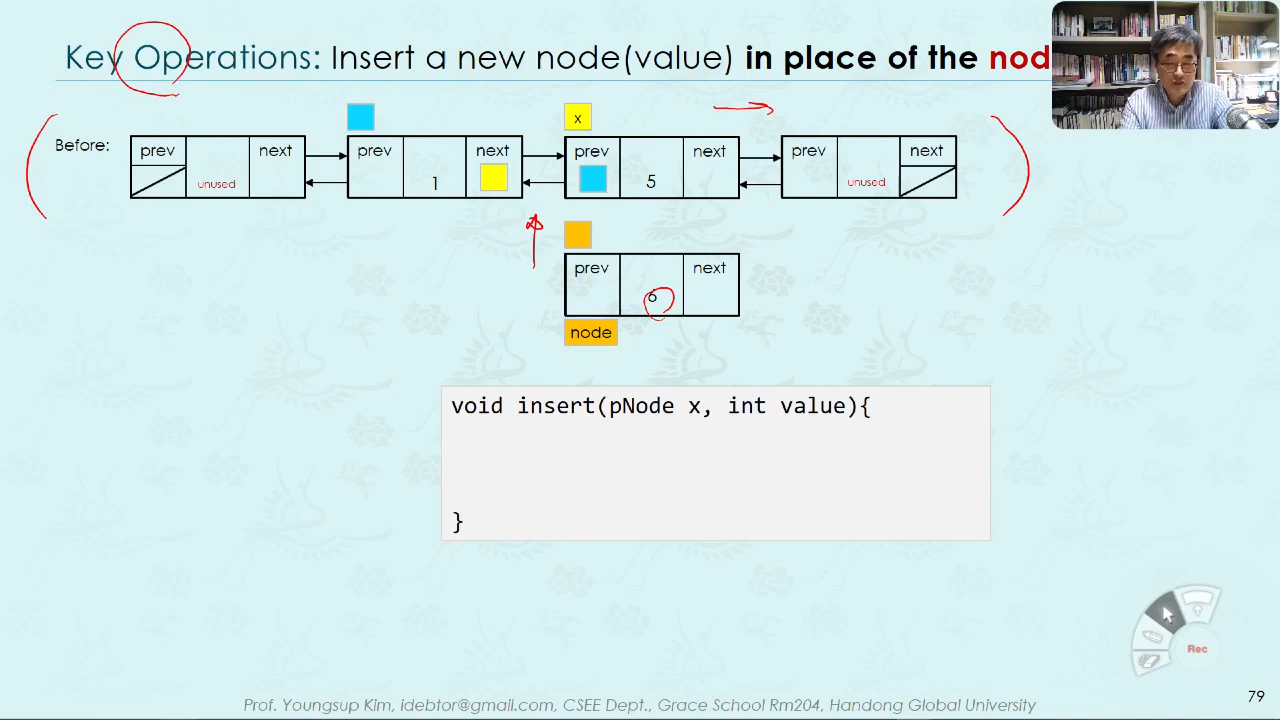 Key Operations: Insert a new node(value) in place of the nod
x
Before:
prev next prev next prev next prev next
unused 1 5 unused
prev next
6
node
void insert(pNode x, int value){
}
Rec
79
Prof. Youngsup Kim, idebtor@gmail.com, CSEE Dept., Grace School Rm204, Handong Global University